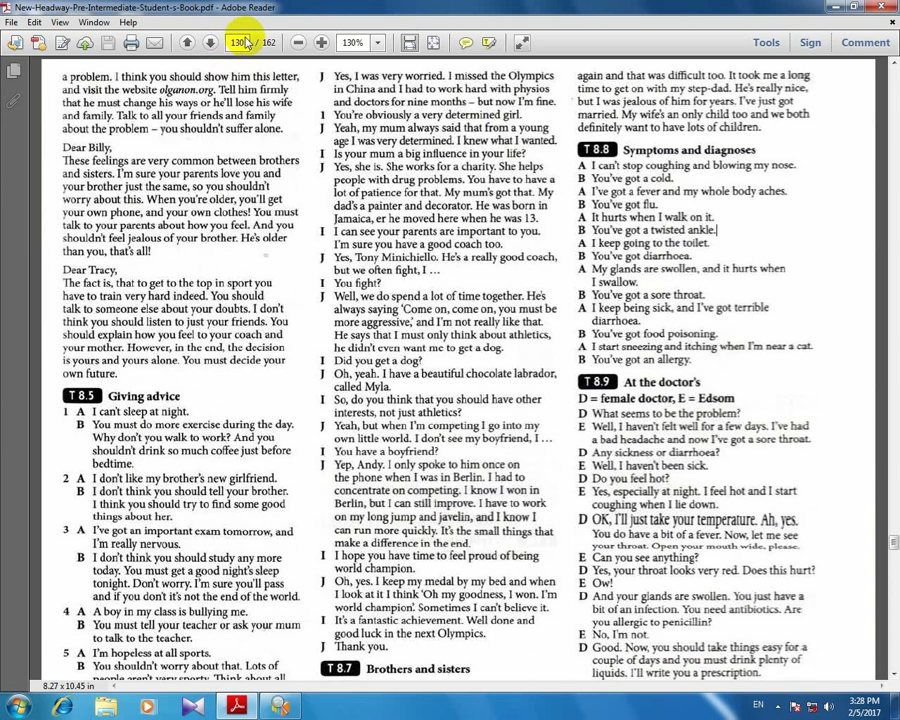 New-Headway-Pre-Intermediate-Student-s-Book.pdf - Adobe Reader
File Edit View Window Help
130 / 162
130%
Tools
Sign
Comment
a problem. I think you should show him this letter,
and visit the website olganon.org. Tell him firmly
that he must change his ways or he'll lose his wife
and family. Talk to all your friends and family
about the problem – you shouldn't suffer alone.
Dear Billy,
These feelings are very common between brothers
and sisters. I'm sure your parents love you and
your brother just the same, so you shouldn't
worry about this. When you're older, you'll get
your own phone, and your own clothes! You must
talk to your parents about how you feel. And you
shouldn't feel jealous of your brother. He's older
than you, that's all!
Dear Tracy,
The fact is, that to get to the top in sport you
have to train very hard indeed. You should
talk to someone else about your doubts. I don't
think you should listen to just your friends. You
should explain how you feel to your coach and
your mother. However, in the end, the decision
is yours and yours alone. You must decide your
own future.
T 8.5 Giving advice
1 A I can't sleep at night.
B You must do more exercise during the day.
Why don't you walk to work? And you
shouldn't drink so much coffee just before
bedtime.
2 A I don't like my brother's new girlfriend.
B I don't think you should tell your brother.
I think you should try to find some good
things about her.
3 A I've got an important exam tomorrow, and
I'm really nervous.
B I don't think you should study any more
today. You must get a good night's sleep
tonight. Don't worry. I'm sure you'll pass
and if you don't it's not the end of the world.
4 A A boy in my class is bullying me.
B You must tell your teacher or ask your mum
to talk to the teacher.
5 A I'm hopeless at all sports.
B You shouldn't worry about that. Lots of
people aren't very sporty. Think about all
J Yes, I was very worried. I missed the Olympics
in China and I had to work hard with physios
and doctors for nine months – but now I'm fine.
I You're obviously a very determined girl.
J Yeah, my mum always said that from a young
age I was very determined. I knew what I wanted.
I Is your mum a big influence in your life?
J Yes, she is. She works for a charity. She helps
people with drug problems. You have to have a
lot of patience for that. My mum's got that. My
dad's a painter and decorator. He was born in
Jamaica, er he moved here when he was 13.
I I can see your parents are important to you.
I'm sure you have a good coach too.
J Yes, Tony Minichiello. He's a really good coach,
but we often fight, I …
I You fight?
J Well, we do spend a lot of time together. He's
always saying 'Come on, come on, you must be
more aggressive,' and I'm not really like that.
He says that I must only think about athletics,
he didn't even want me to get a dog.
I Did you get a dog?
J Oh, yeah. I have a beautiful chocolate labrador,
called Myla.
I So, do you think that you should have other
interests, not just athletics?
J Yeah, but when I'm competing I go into my
own little world. I don't see my boyfriend, I …
I You have a boyfriend?
J Yep, Andy. I only spoke to him once on
the phone when I was in Berlin. I had to
concentrate on competing. I know I won in
Berlin, but I can still improve. I have to work
on my long jump and javelin, and I know I
can run more quickly. It's the small things that
make a difference in the end.
I I hope you have time to feel proud of being
world champion.
J Oh, yes. I keep my medal by my bed and when
I look at it I think 'Oh my goodness, I won. I'm
world champion'. Sometimes I can't believe it.
I It's a fantastic achievement. Well done and
good luck in the next Olympics.
J Thank you.
T 8.7 Brothers and sisters
again and that was difficult too. It took me a long
time to get on with my step-dad. He's really nice,
but I was jealous of him for years. I've just got
married. My wife's an only child too and we both
definitely want to have lots of children.
T 8.8 Symptoms and diagnoses
A I can't stop coughing and blowing my nose.
B You've got a cold.
A I've got a fever and my whole body aches.
B You've got flu.
A It hurts when I walk on it.
B You've got a twisted ankle.
A I keep going to the toilet.
B You've got diarrhoea.
A My glands are swollen, and it hurts when
I swallow.
B You've got a sore throat.
A I keep being sick, and I've got terrible
diarrhoea.
B You've got food poisoning.
A I start sneezing and itching when I'm near a cat.
B You've got an allergy.
T 8.9 At the doctor's
D = female doctor, E = Edsom
D What seems to be the problem?
E Well, I haven't felt well for a few days. I've had
a bad headache and now I've got a sore throat.
D Any sickness or diarrhoea?
E Well, I haven't been sick.
D Do you feel hot?
E Yes, especially at night. I feel hot and I start
coughing when I lie down.
D OK, I'll just take your temperature. Ah, yes.
You do have a bit of a fever. Now, let me see
your throat. Open your mouth wide, please.
E Can you see anything?
D Yes, your throat looks very red. Does this hurt?
E Ow!
D And your glands are swollen. You just have a
bit of an infection. You need antibiotics. Are
you allergic to penicillin?
E No, I'm not.
D Good. Now, you should take things easy for a
couple of days and you must drink plenty of
liquids. I'll write you a prescription.
8.27 x 10.45 in
EN
3:28 PM
2/5/2017